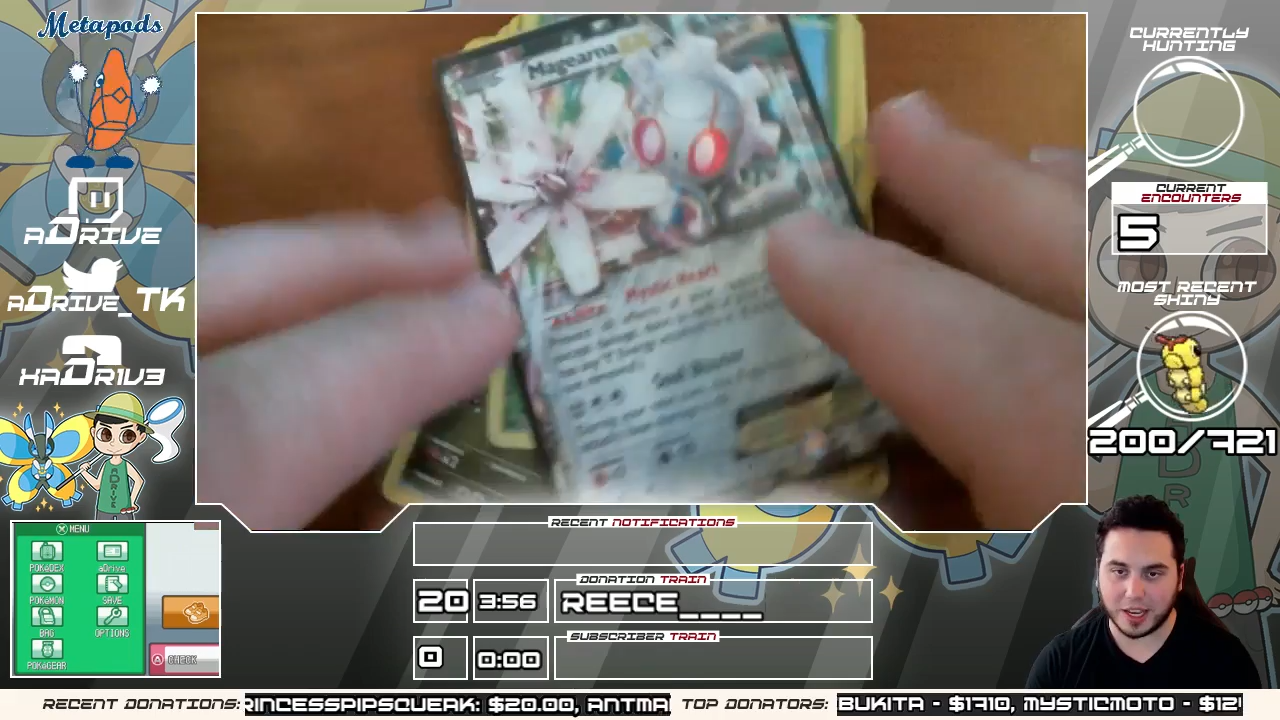 Metapods
aDrive
aDrive_TK
xaDr1v3
MagearnaEX
Ability Mystic Heart
Soul Blaster
x2
CURRENTLY
HUNTING
CURRENT
ENCOUNTERS
5
MOST RECENT
SHINY
200/721
MENU
POKéDEX
aDrive
POKéMON
SAVE
BAG
OPTIONS
POKéGEAR
A CHECK
RECENT NOTIFICATIONS
DONATION TRAIN
20 3:56 REECE____
SUBSCRIBER TRAIN
0 0:00
RECENT DONATIONS: RINCESSPIPSQUEAK: $20.00, ANTMA
TOP DONATORS: BUKITA - $1710, MYSTICMOTO - $12